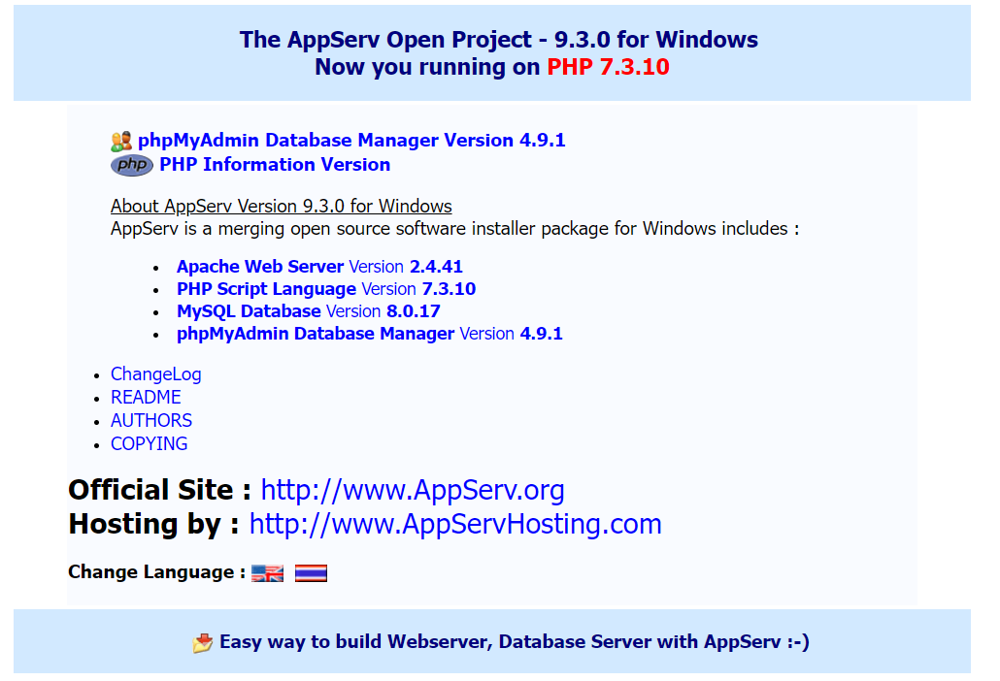 The AppServ Open Project - 9.3.0 for Windows
Now you running on PHP 7.3.10
phpMyAdmin Database Manager Version 4.9.1
php PHP Information Version
About AppServ Version 9.3.0 for Windows
AppServ is a merging open source software installer package for Windows includes :
Apache Web Server Version 2.4.41
PHP Script Language Version 7.3.10
MySQL Database Version 8.0.17
phpMyAdmin Database Manager Version 4.9.1
ChangeLog
README
AUTHORS
COPYING
Official Site : http://www.AppServ.org
Hosting by : http://www.AppServHosting.com
Change Language :
Easy way to build Webserver, Database Server with AppServ :-)